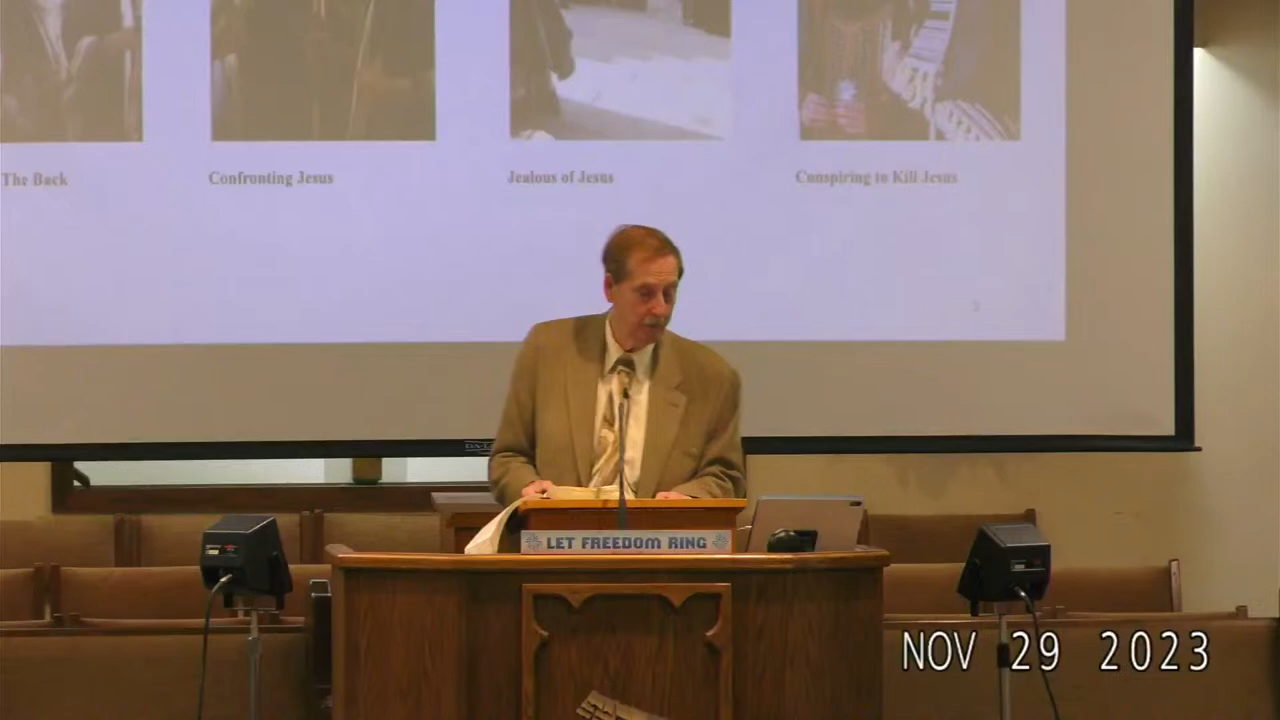 The Back
Confronting Jesus
Jealous of Jesus
Conspiring to Kill Jesus
LET FREEDOM RING
NOV 29 2023